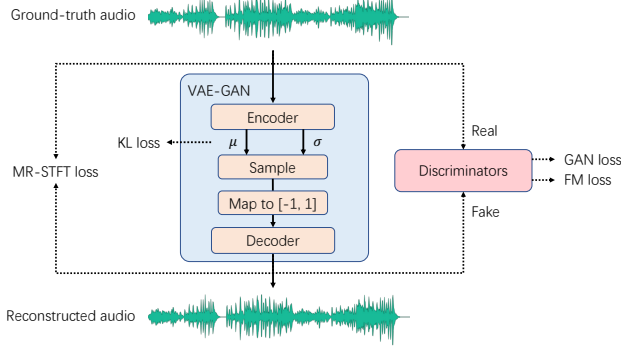 Ground-truth audio
VAE-GAN
Encoder
KL loss
μ
σ
Real
MR-STFT loss
Sample
Discriminators
GAN loss
FM loss
Map to [-1, 1]
Fake
Decoder
Reconstructed audio